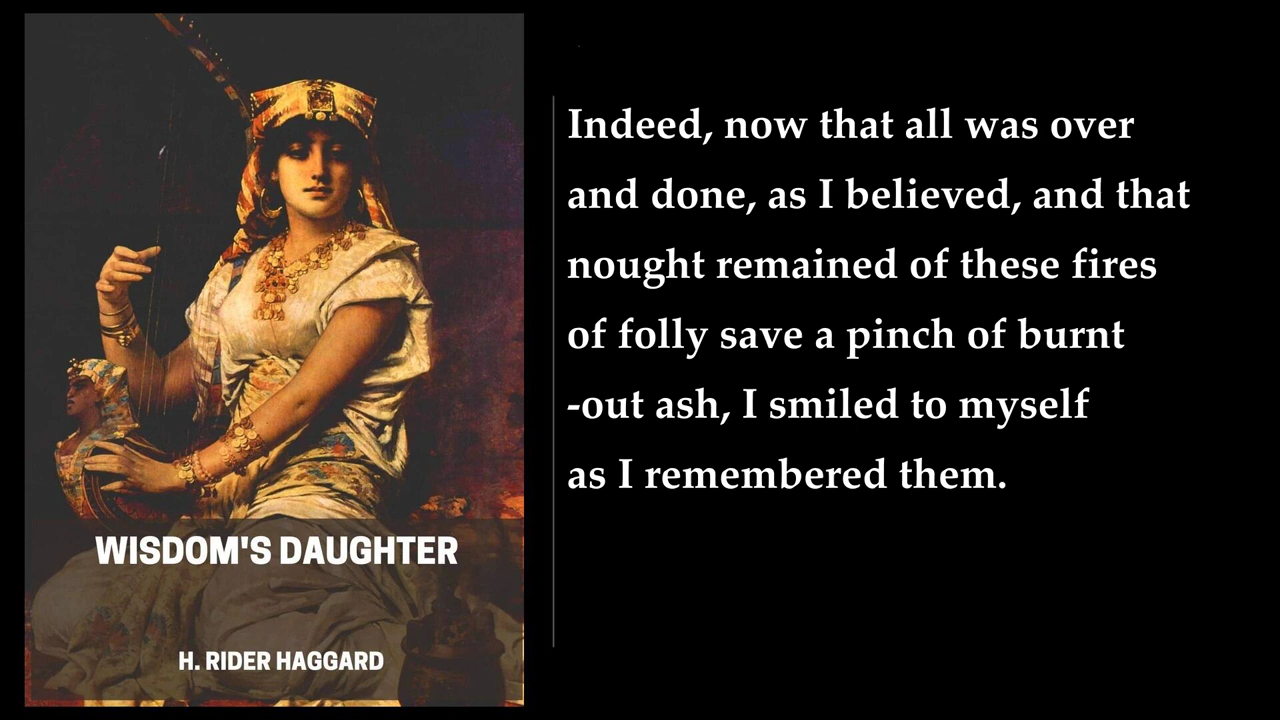 WISDOM'S DAUGHTER
H. RIDER HAGGARD
Indeed, now that all was over
and done, as I believed, and that
nought remained of these fires
of folly save a pinch of burnt
-out ash, I smiled to myself
as I remembered them.